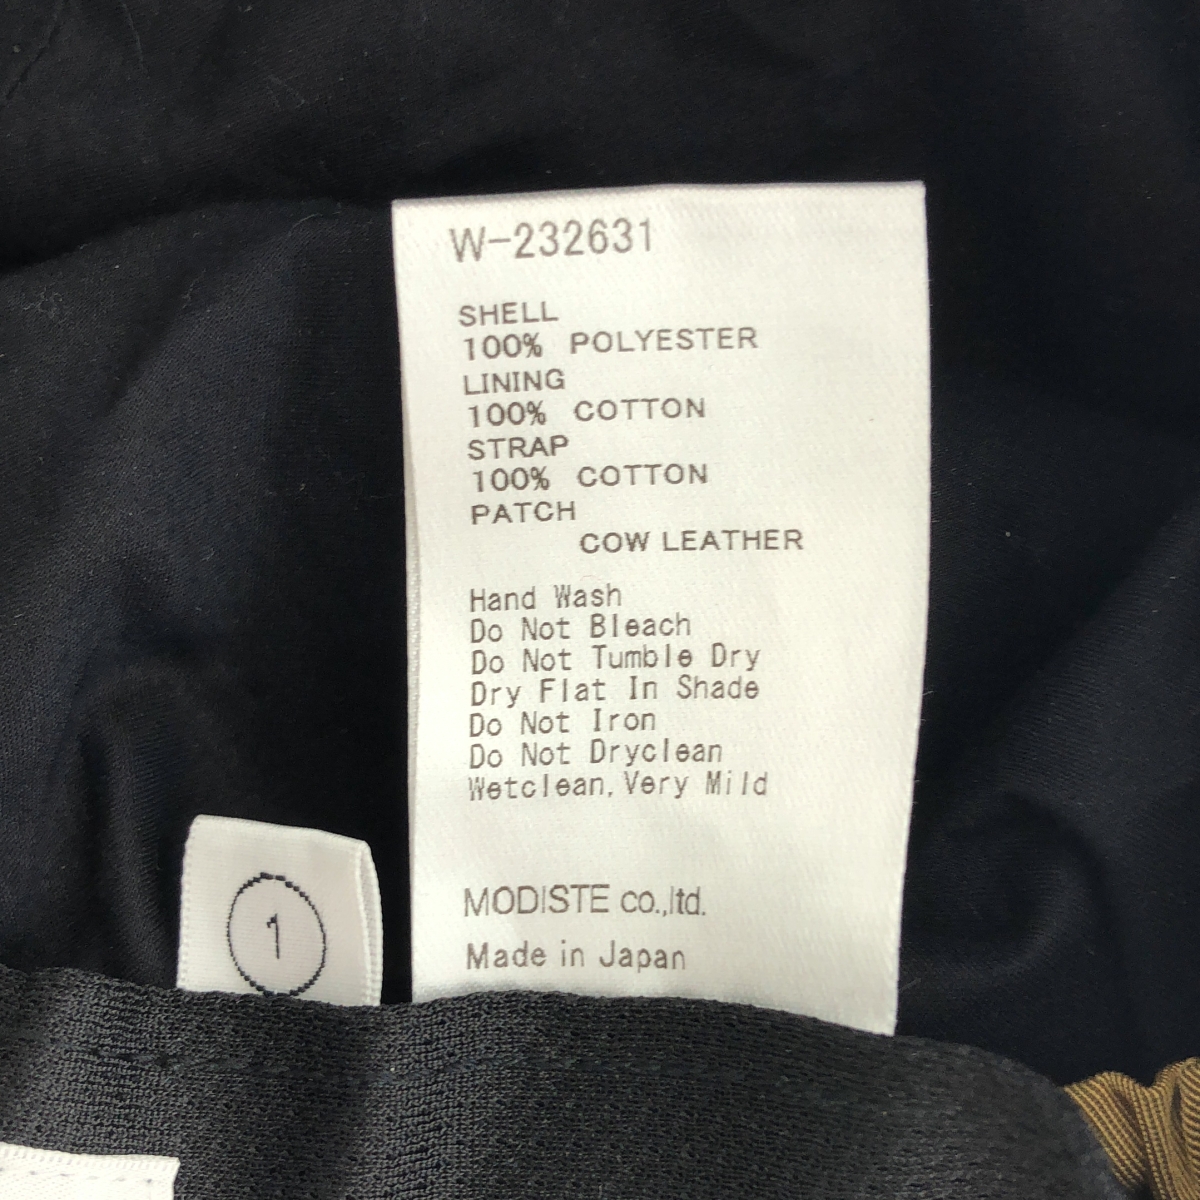 W-232631
SHELL
100% POLYESTER
LINING
100% COTTON
STRAP
100% COTTON
PATCH
COW LEATHER
Hand Wash
Do Not Bleach
Do Not Tumble Dry
Dry Flat In Shade
Do Not Iron
Do Not Dryclean
Wetclean,Very Mild
MODISTE co.,ltd.
Made in Japan
1